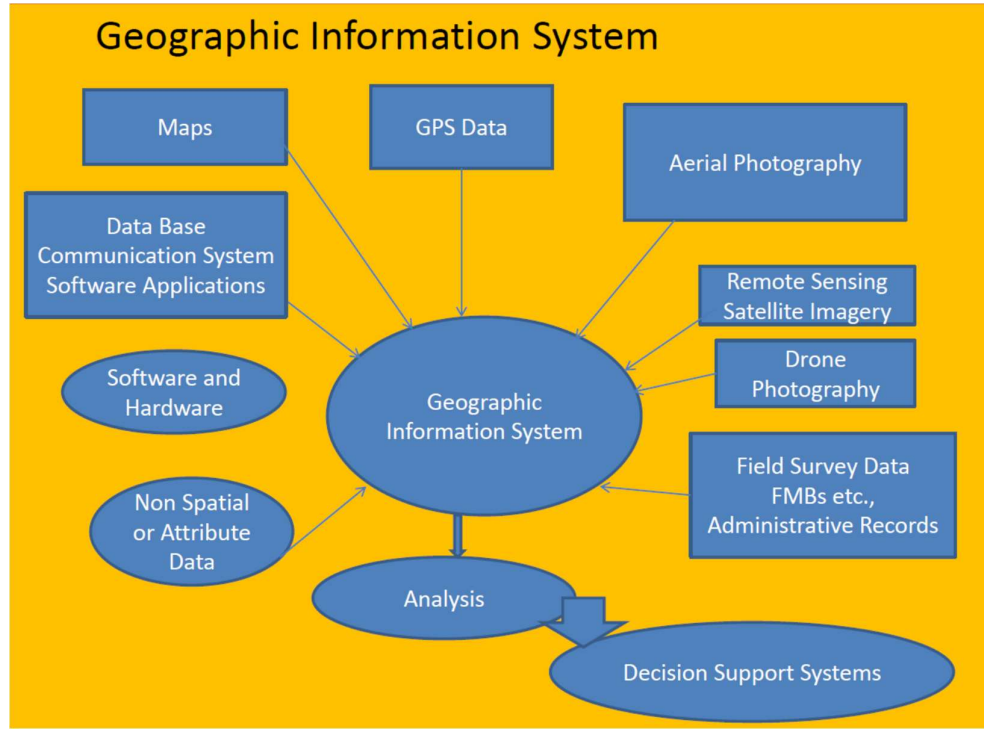 Geographic Information System
Maps
GPS Data
Aerial Photography
Data Base
Communication System
Software Applications
Remote Sensing
Satellite Imagery
Software and
Hardware
Geographic
Information System
Drone
Photography
Non Spatial
or Attribute
Data
Field Survey Data
FMBs etc.,
Administrative Records
Analysis
Decision Support Systems